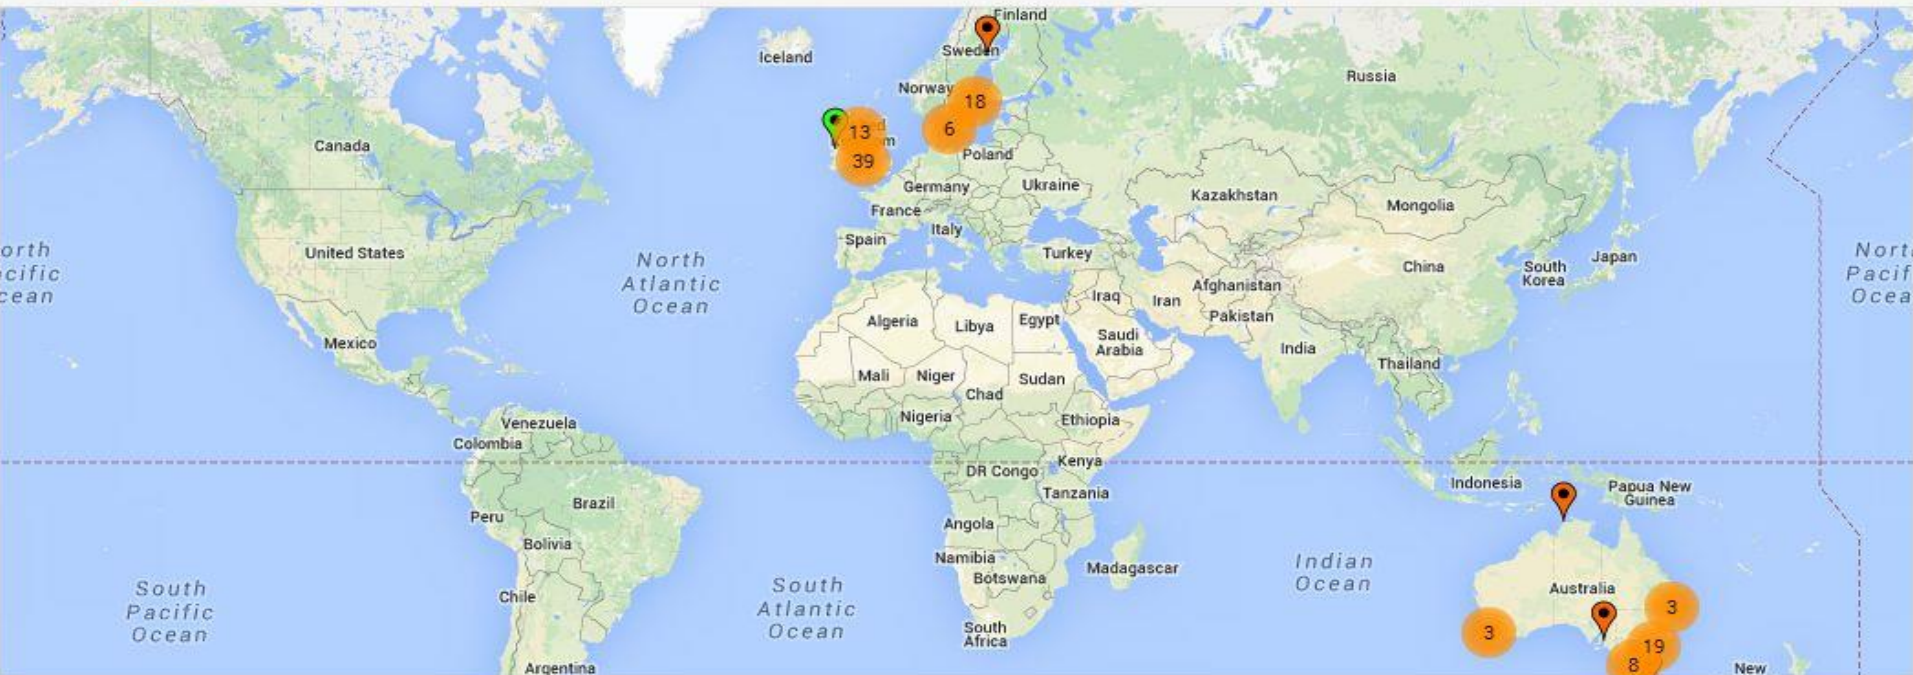 Finland
Sweden
Iceland
Russia
Norway
18
Canada
13
6
39
Poland
Germany
Ukraine
Kazakhstan
Mongolia
France
Italy
Spain
Turkey
United States
North
Atlantic
Ocean
China
South
Korea
Japan
orth
cific
cean
Nort
Pacif
Ocea
Iraq
Iran
Afghanistan
Pakistan
Algeria
Libya
Egypt
Saudi
Arabia
India
Thailand
Mexico
Mali
Niger
Chad
Sudan
Nigeria
Ethiopia
Venezuela
Colombia
DR Congo
Kenya
Tanzania
Indonesia
Papua New
Guinea
Brazil
Peru
Angola
Bolivia
Namibia
Botswana
Madagascar
Indian
Ocean
Australia
South
Pacific
Ocean
Chile
South
Atlantic
Ocean
South
Africa
3
3
19
8
Argentina
New